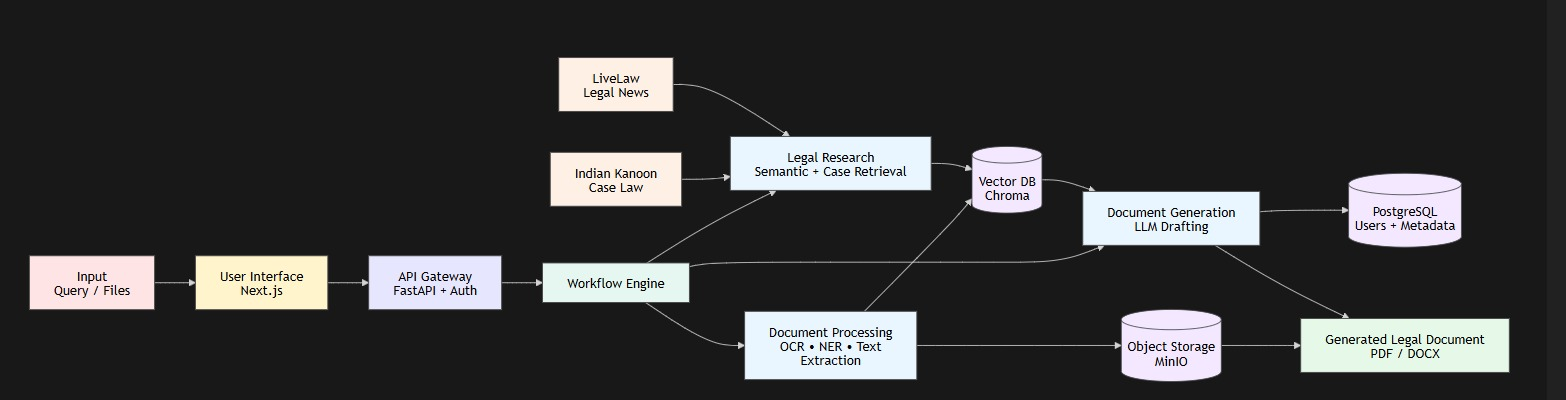 LiveLaw
Legal News
Indian Kanoon
Case Law
Legal Research
Semantic + Case Retrieval
Vector DB
Chroma
Document Generation
LLM Drafting
PostgreSQL
Users + Metadata
Input
Query / Files
User Interface
Next.js
API Gateway
FastAPI + Auth
Workflow Engine
Document Processing
OCR • NER • Text
Extraction
Object Storage
MinIO
Generated Legal Document
PDF / DOCX